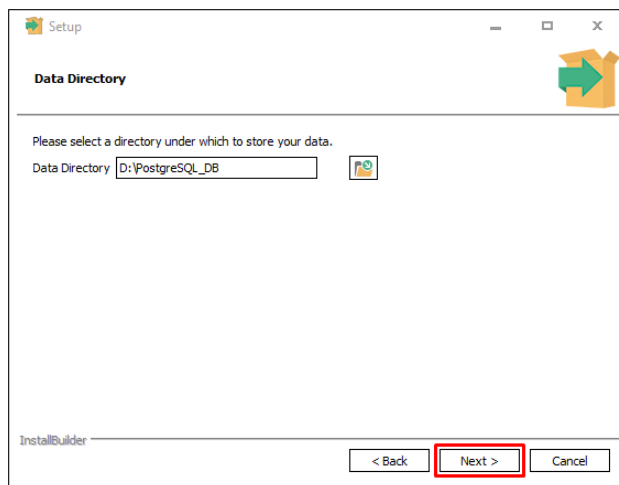 Setup
Data Directory
Please select a directory under which to store your data.
Data Directory D:\PostgreSQL_DB
InstallBuilder
< Back Next > Cancel